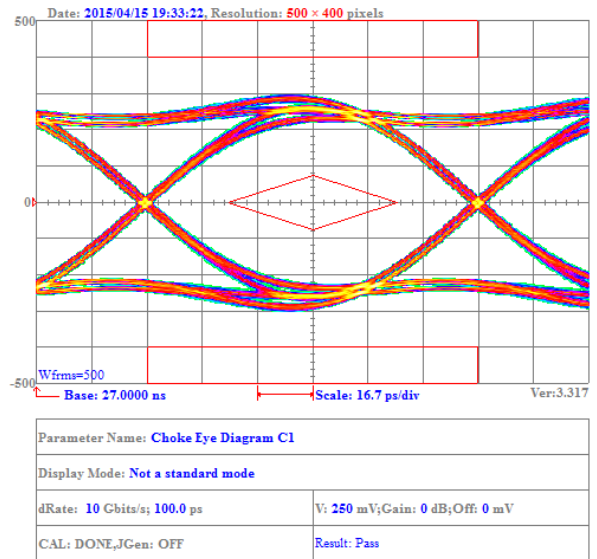 Date: 2015/04/15 19:33:22, Resolution: 500 × 400 pixels
500
0
-500
Wfrms=500
Base: 27.0000 ns
Scale: 16.7 ps/div
Ver:3.317
Parameter Name: Choke Eye Diagram C1
Display Mode: Not a standard mode
dRate: 10 Gbits/s; 100.0 ps
V: 250 mV;Gain: 0 dB;Off: 0 mV
CAL: DONE,JGen: OFF
Result: Pass